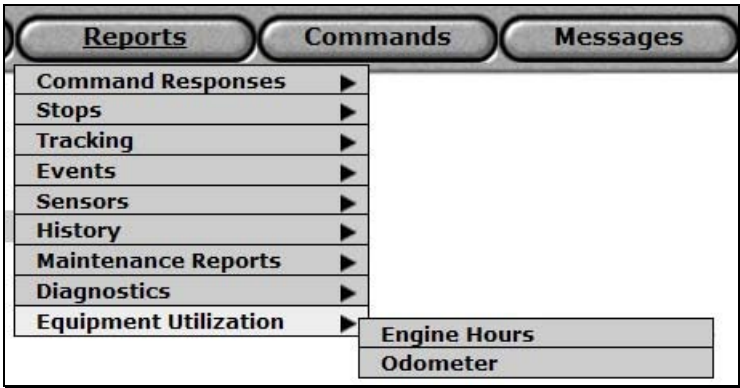 Reports Commands Messages
Command Responses
Stops
Tracking
Events
Sensors
History
Maintenance Reports
Diagnostics
Equipment Utilization
Engine Hours
Odometer